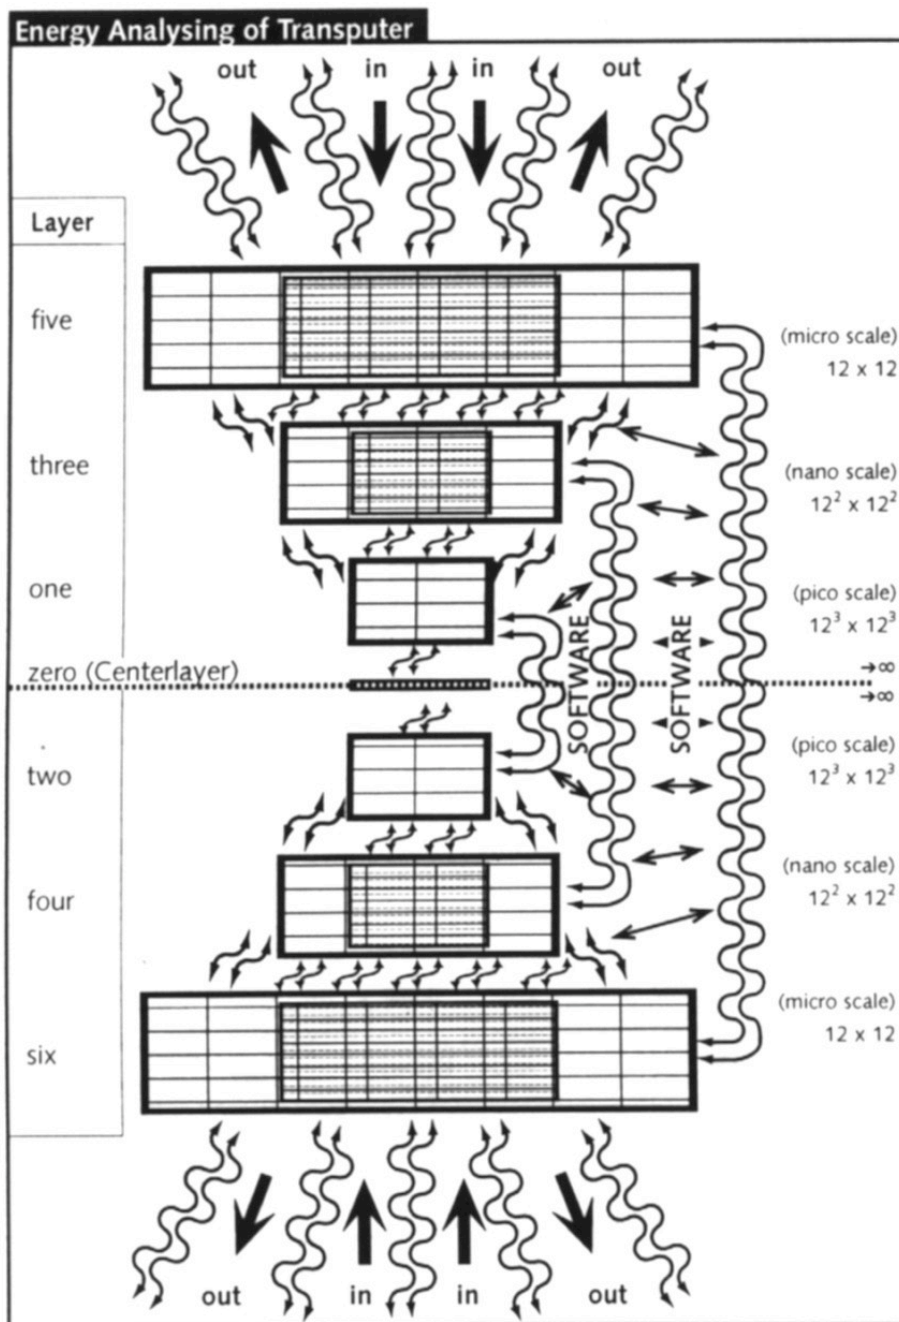 Energy Analysing of Transputer
out in in out
Layer
five
(micro scale)
12 x 12
three
(nano scale)
12² x 12²
one
(pico scale)
12³ x 12³
SOFTWARE
SOFTWARE
zero (Centerlayer)
→∞
→∞
two
(pico scale)
12³ x 12³
four
(nano scale)
12² x 12²
six
(micro scale)
12 x 12
out in in out